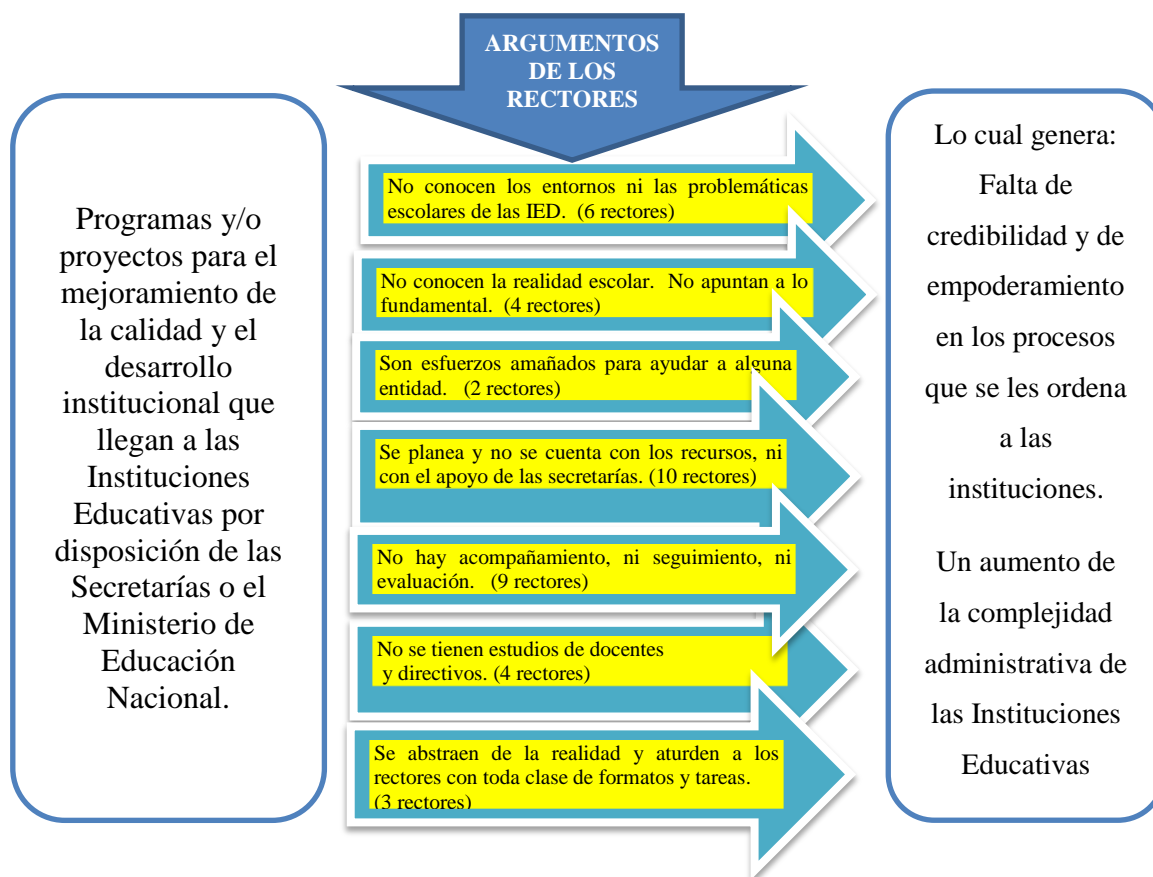 ARGUMENTOS
DE LOS
RECTORES
Programas y/o
proyectos para el
mejoramiento de
la calidad y el
desarrollo
institucional que
llegan a las
Instituciones
Educativas por
disposición de las
Secretarías o el
Ministerio de
Educación
Nacional.
No conocen los entornos ni las problemáticas
escolares de las IED. (6 rectores)
No conocen la realidad escolar. No apuntan a lo
fundamental. (4 rectores)
Son esfuerzos amañados para ayudar a alguna
entidad. (2 rectores)
Se planea y no se cuenta con los recursos, ni
con el apoyo de las secretarías. (10 rectores)
No hay acompañamiento, ni seguimiento, ni
evaluación. (9 rectores)
No se tienen estudios de docentes
y directivos. (4 rectores)
Se abstraen de la realidad y aturden a los
rectores con toda clase de formatos y tareas.
(3 rectores)
Lo cual genera:
Falta de
credibilidad y de
empoderamiento
en los procesos
que se les ordena
a las
instituciones.
Un aumento de
la complejidad
administrativa de
las Instituciones
Educativas